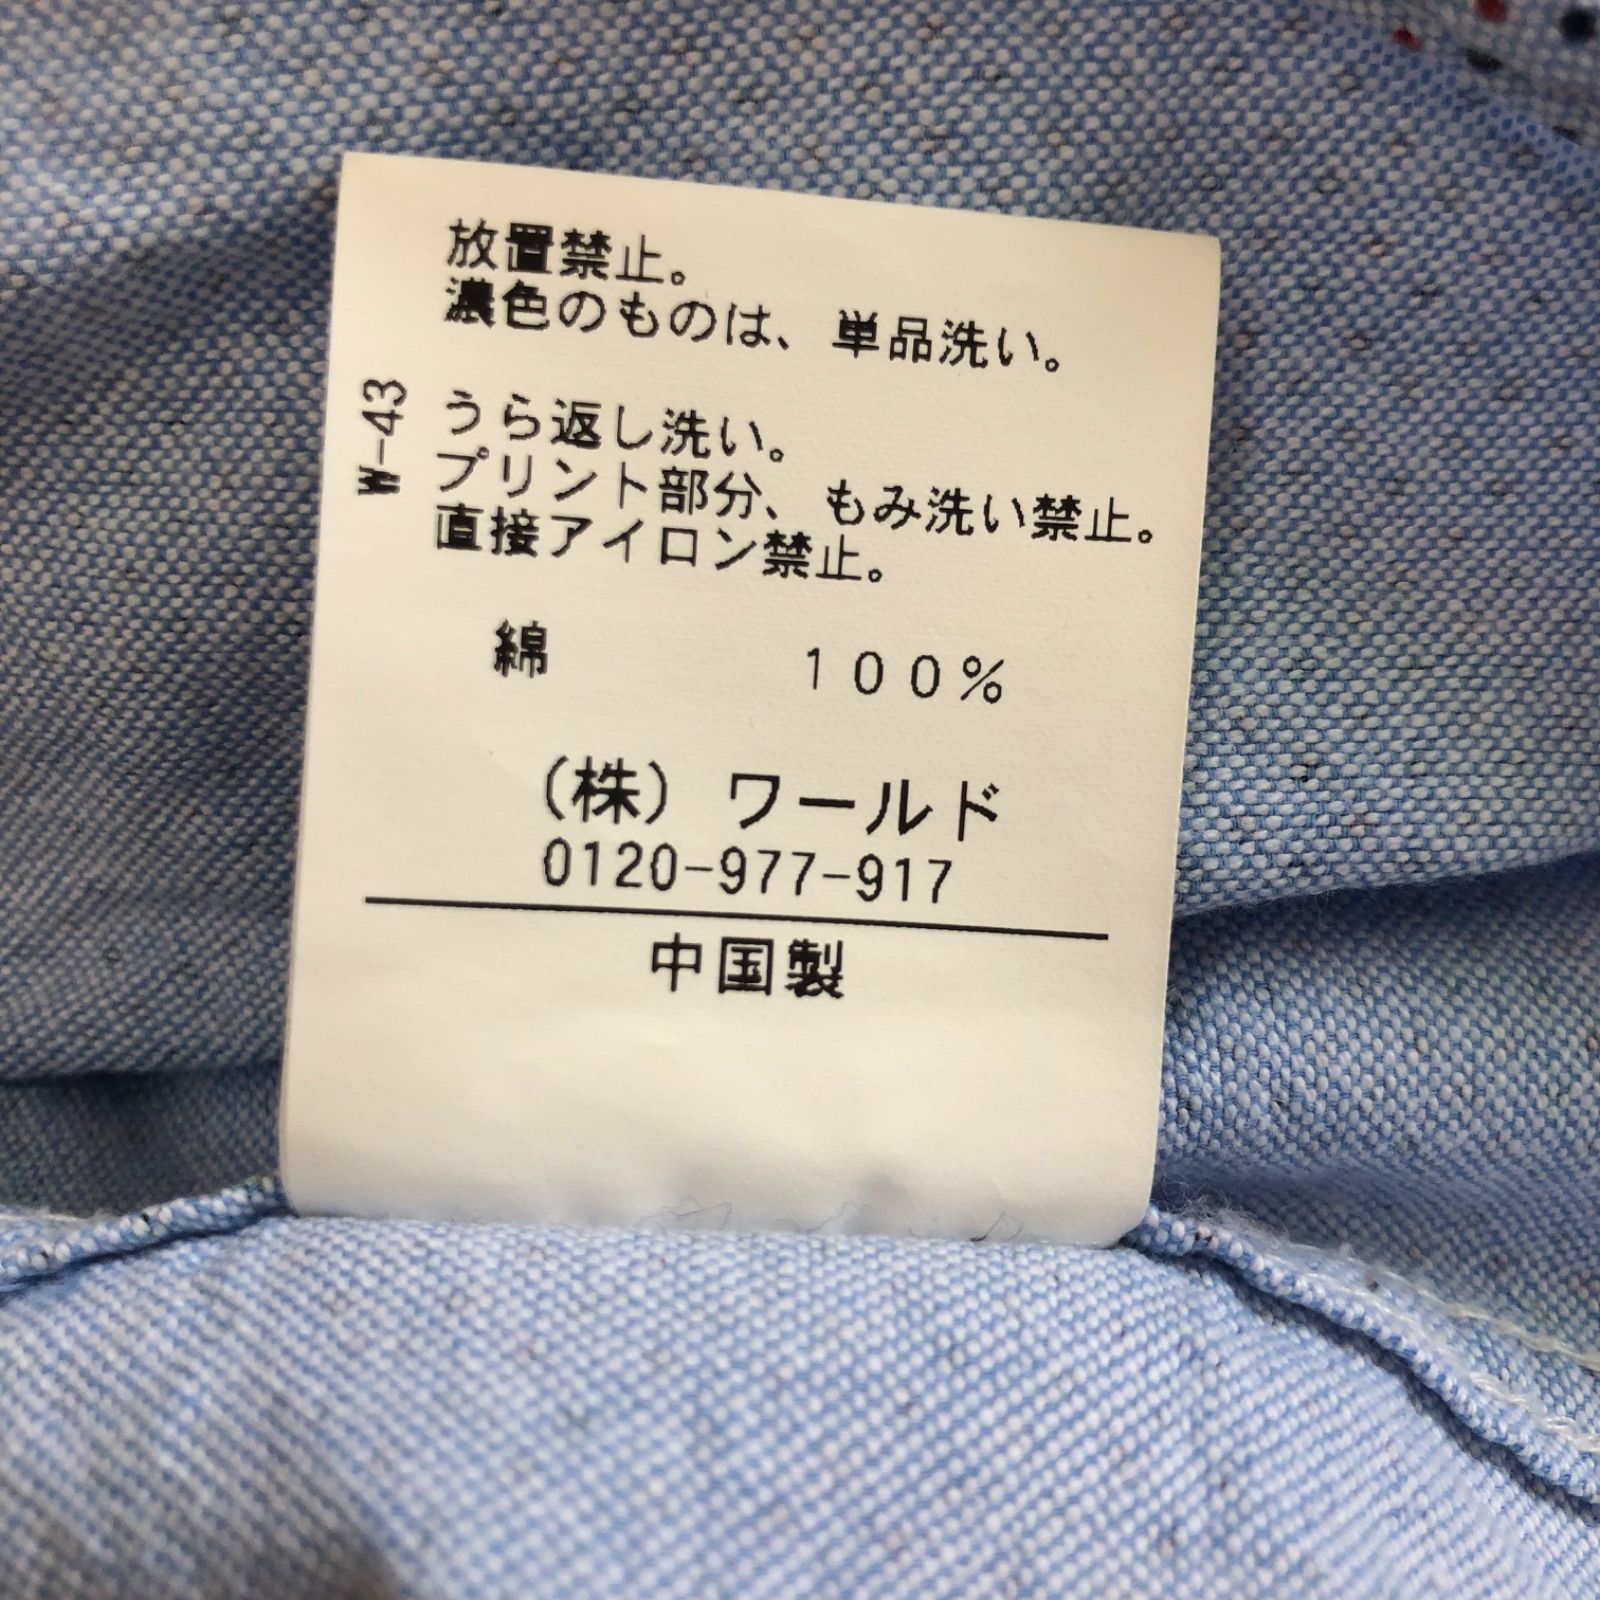 放置禁止。
濃色のものは、単品洗い。
W-43
うら返し洗い。
プリント部分、もみ洗い禁止。
直接アイロン禁止。
綿 100%
(株) ワールド
0120-977-917
中国製